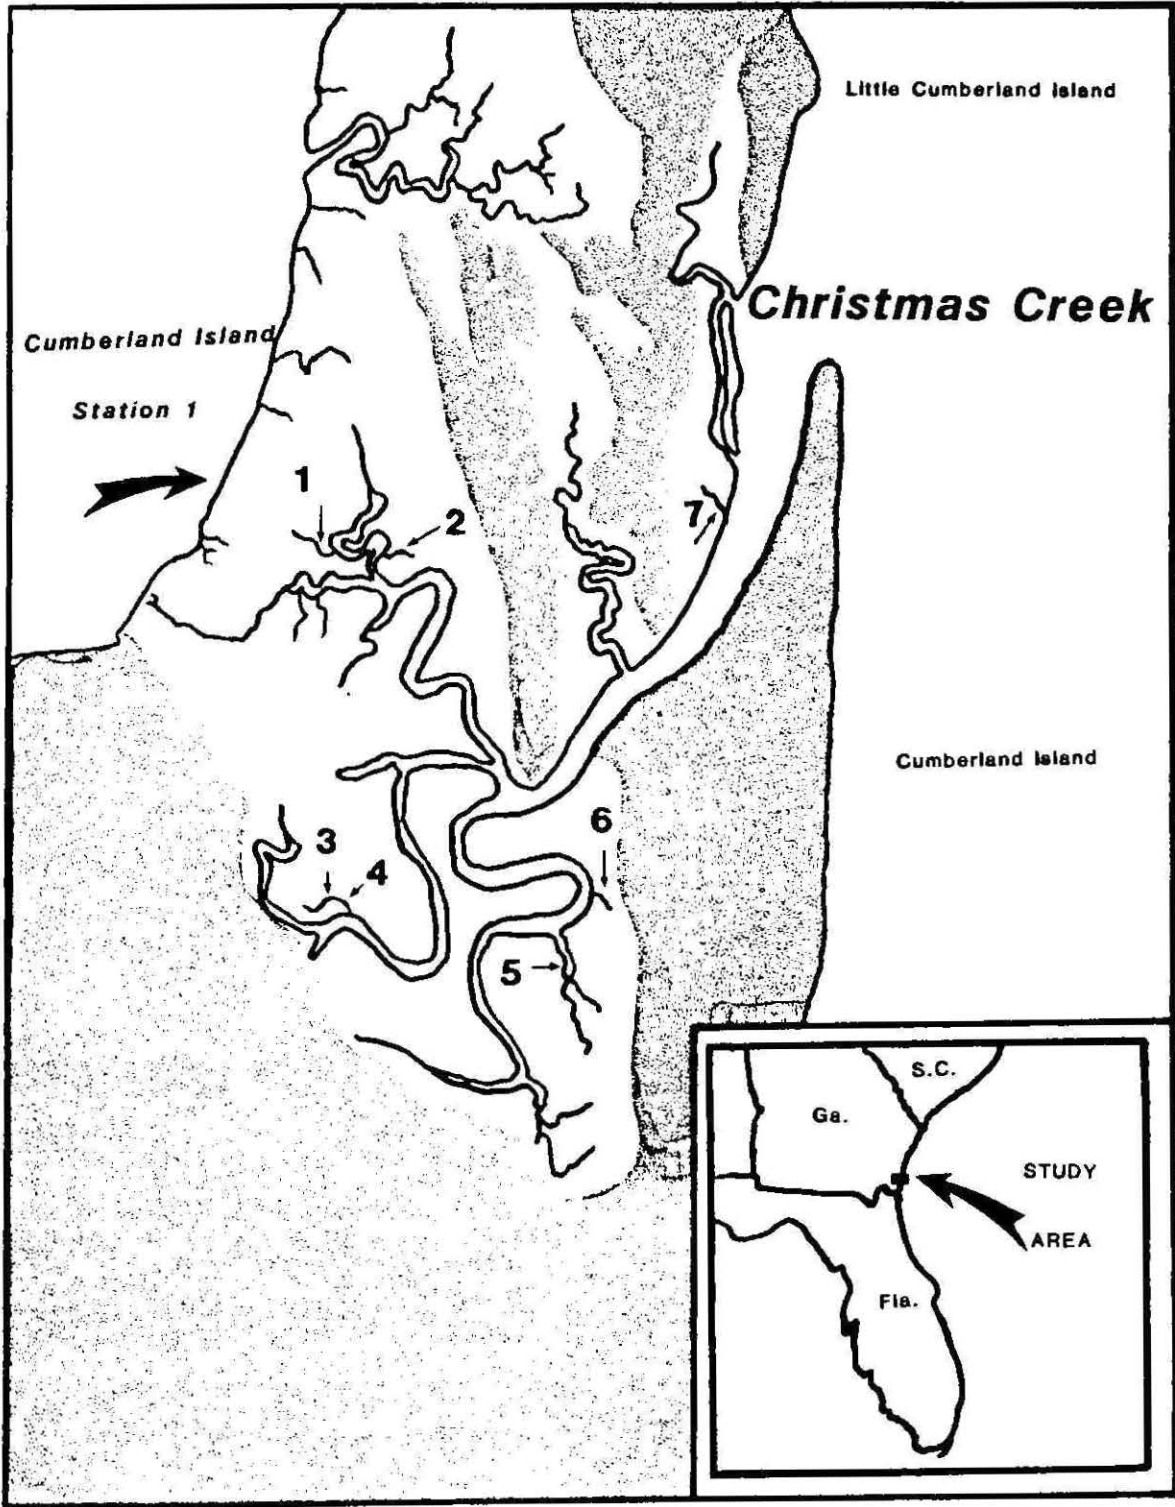 Little Cumberland Island
Christmas Creek
Cumberland Island
Station 1
1
2
7
Cumberland Island
6
3
4
5
S.C.
Ga.
STUDY
AREA
Fla.